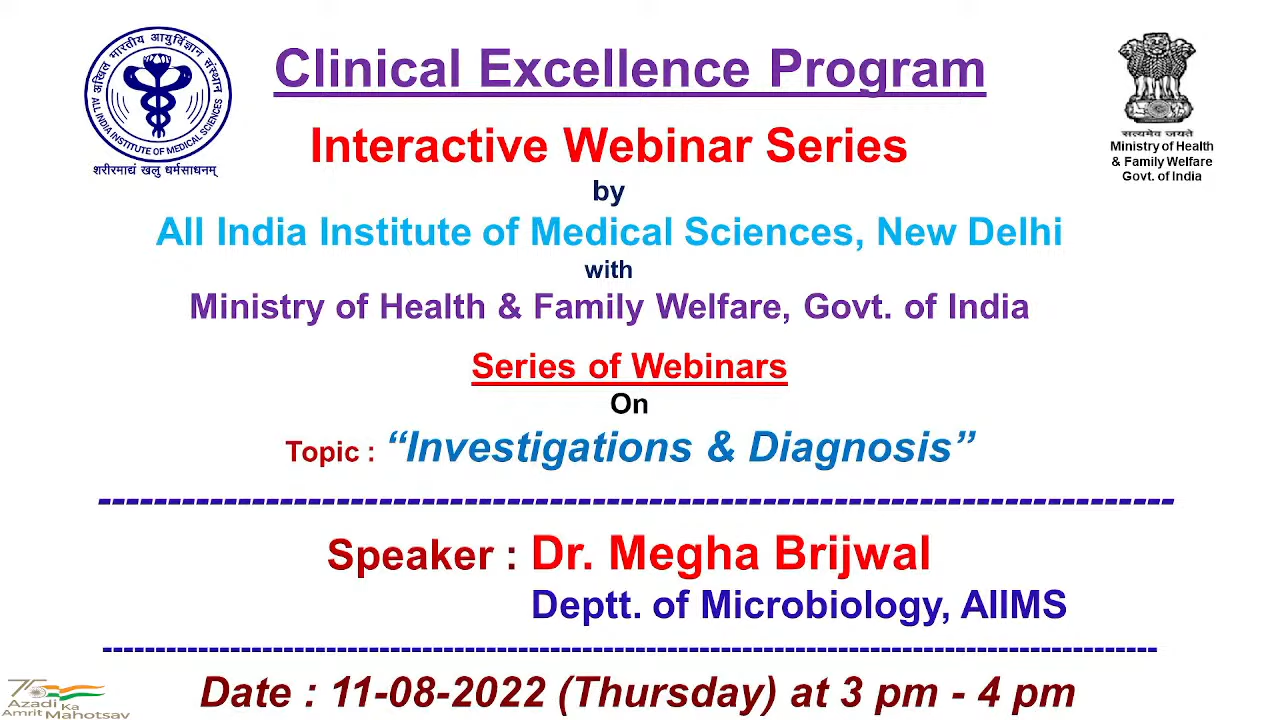 अखिल भारतीय आयुर्विज्ञान संस्थान
ALL INDIA INSTITUTE OF MEDICAL SCIENCES
शरीरमाद्यं खलु धर्मसाधनम्
Clinical Excellence Program
सत्यमेव जयते
Ministry of Health
& Family Welfare
Govt. of India
Interactive Webinar Series
by
All India Institute of Medical Sciences, New Delhi
with
Ministry of Health & Family Welfare, Govt. of India
Series of Webinars
On
Topic : “Investigations & Diagnosis”
Speaker : Dr. Megha Brijwal
Deptt. of Microbiology, AIIMS
75
Azadi Ka
Amrit Mahotsav
Date : 11-08-2022 (Thursday) at 3 pm - 4 pm